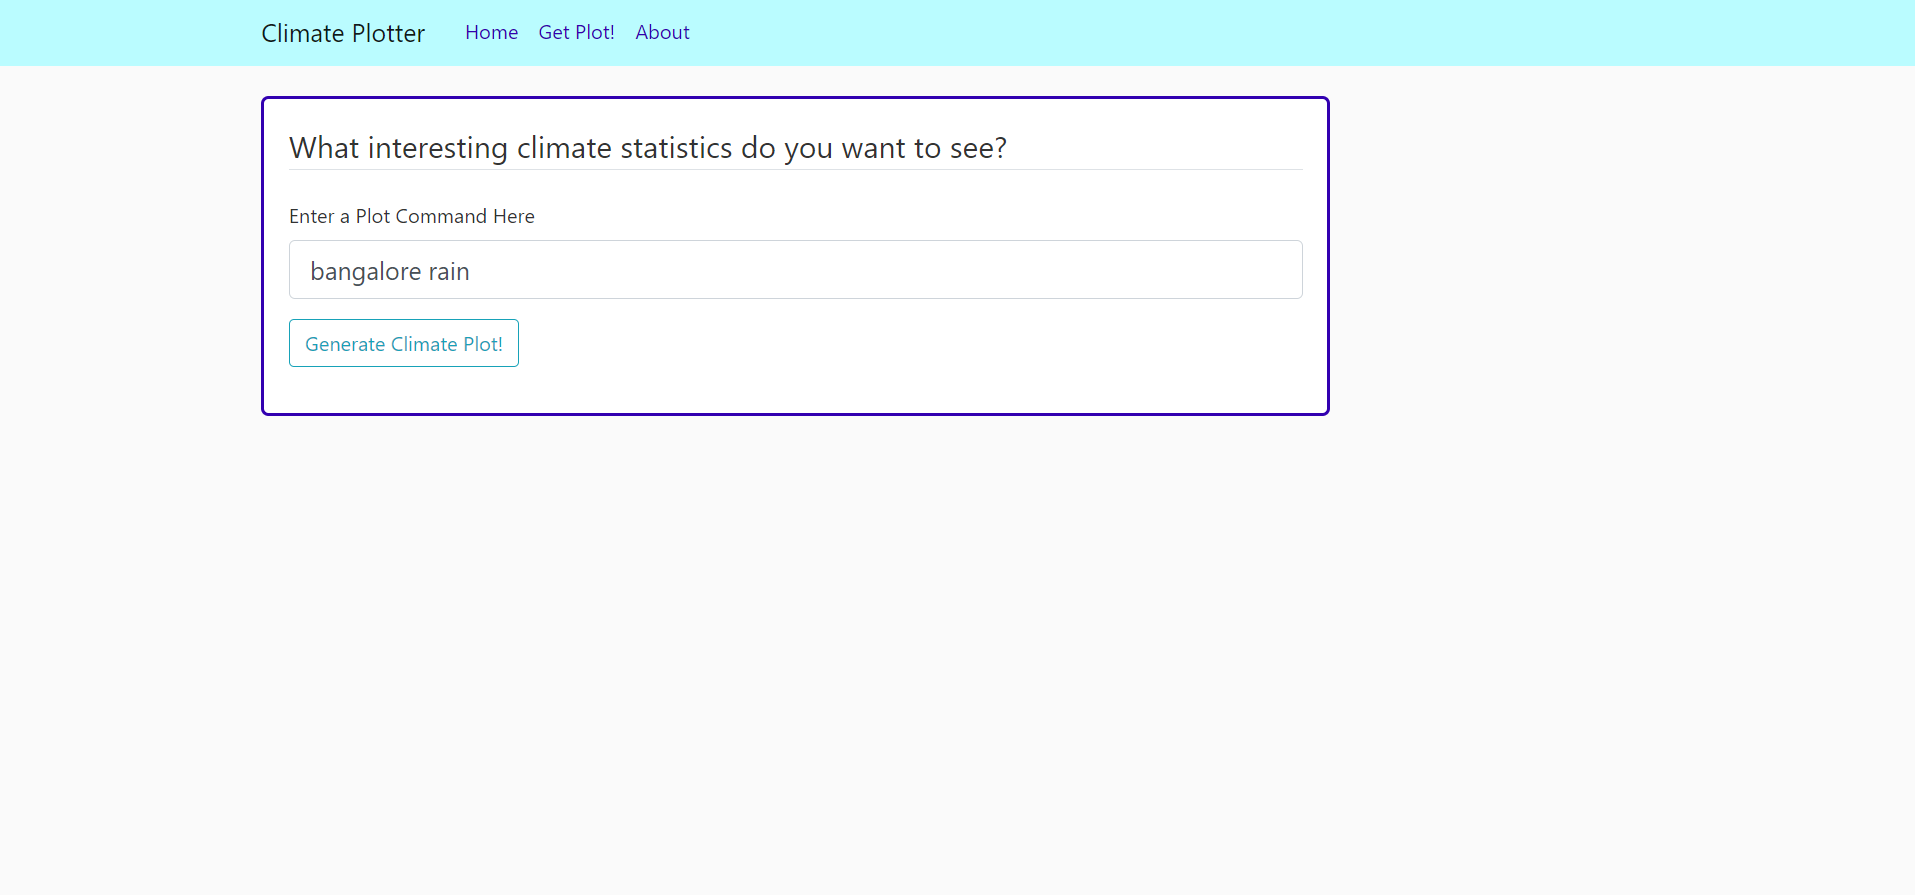 Climate Plotter Home Get Plot! About
What interesting climate statistics do you want to see?
Enter a Plot Command Here
bangalore rain
Generate Climate Plot!